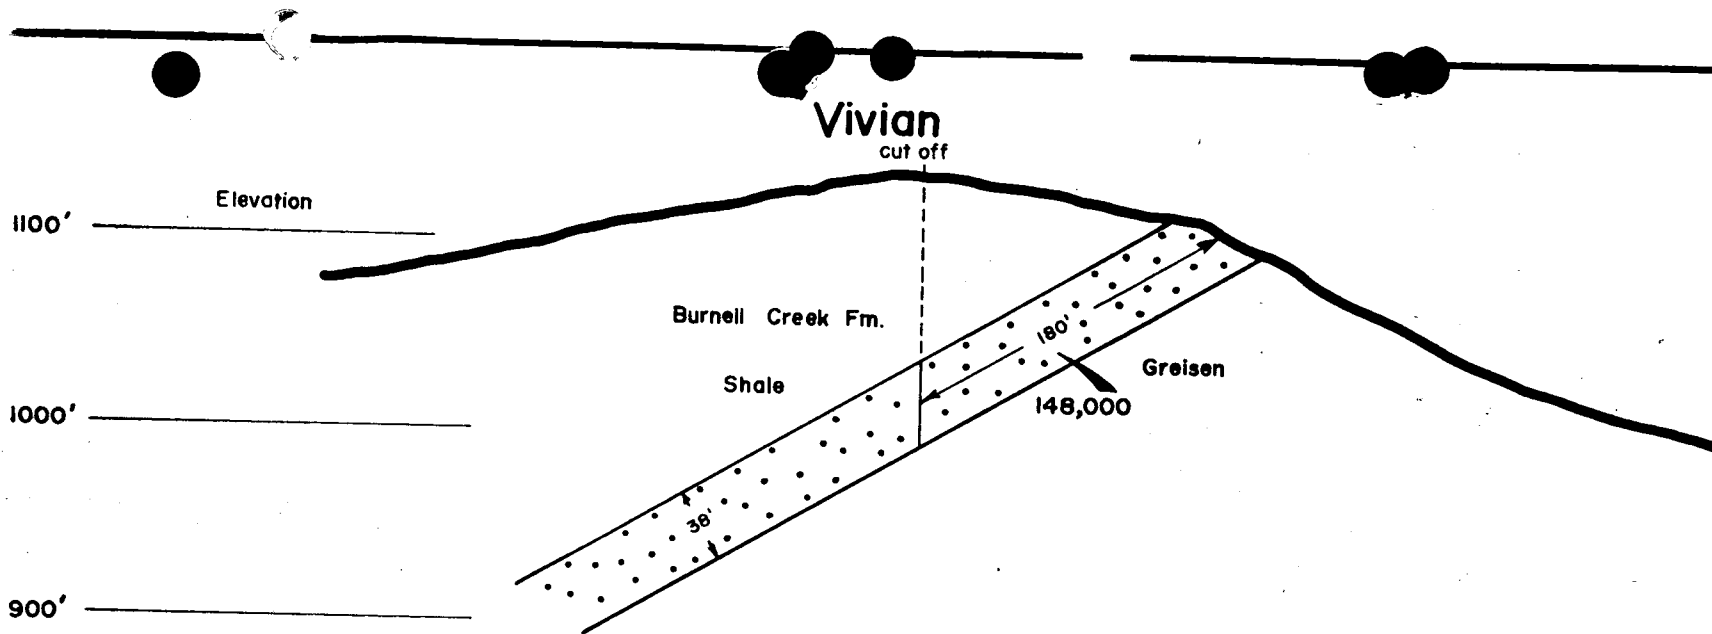 Vivian
cut off
Elevation
1100'
Burnell Creek Fm.
180'
Shale
Greisen
148,000
1000'
38'
900'